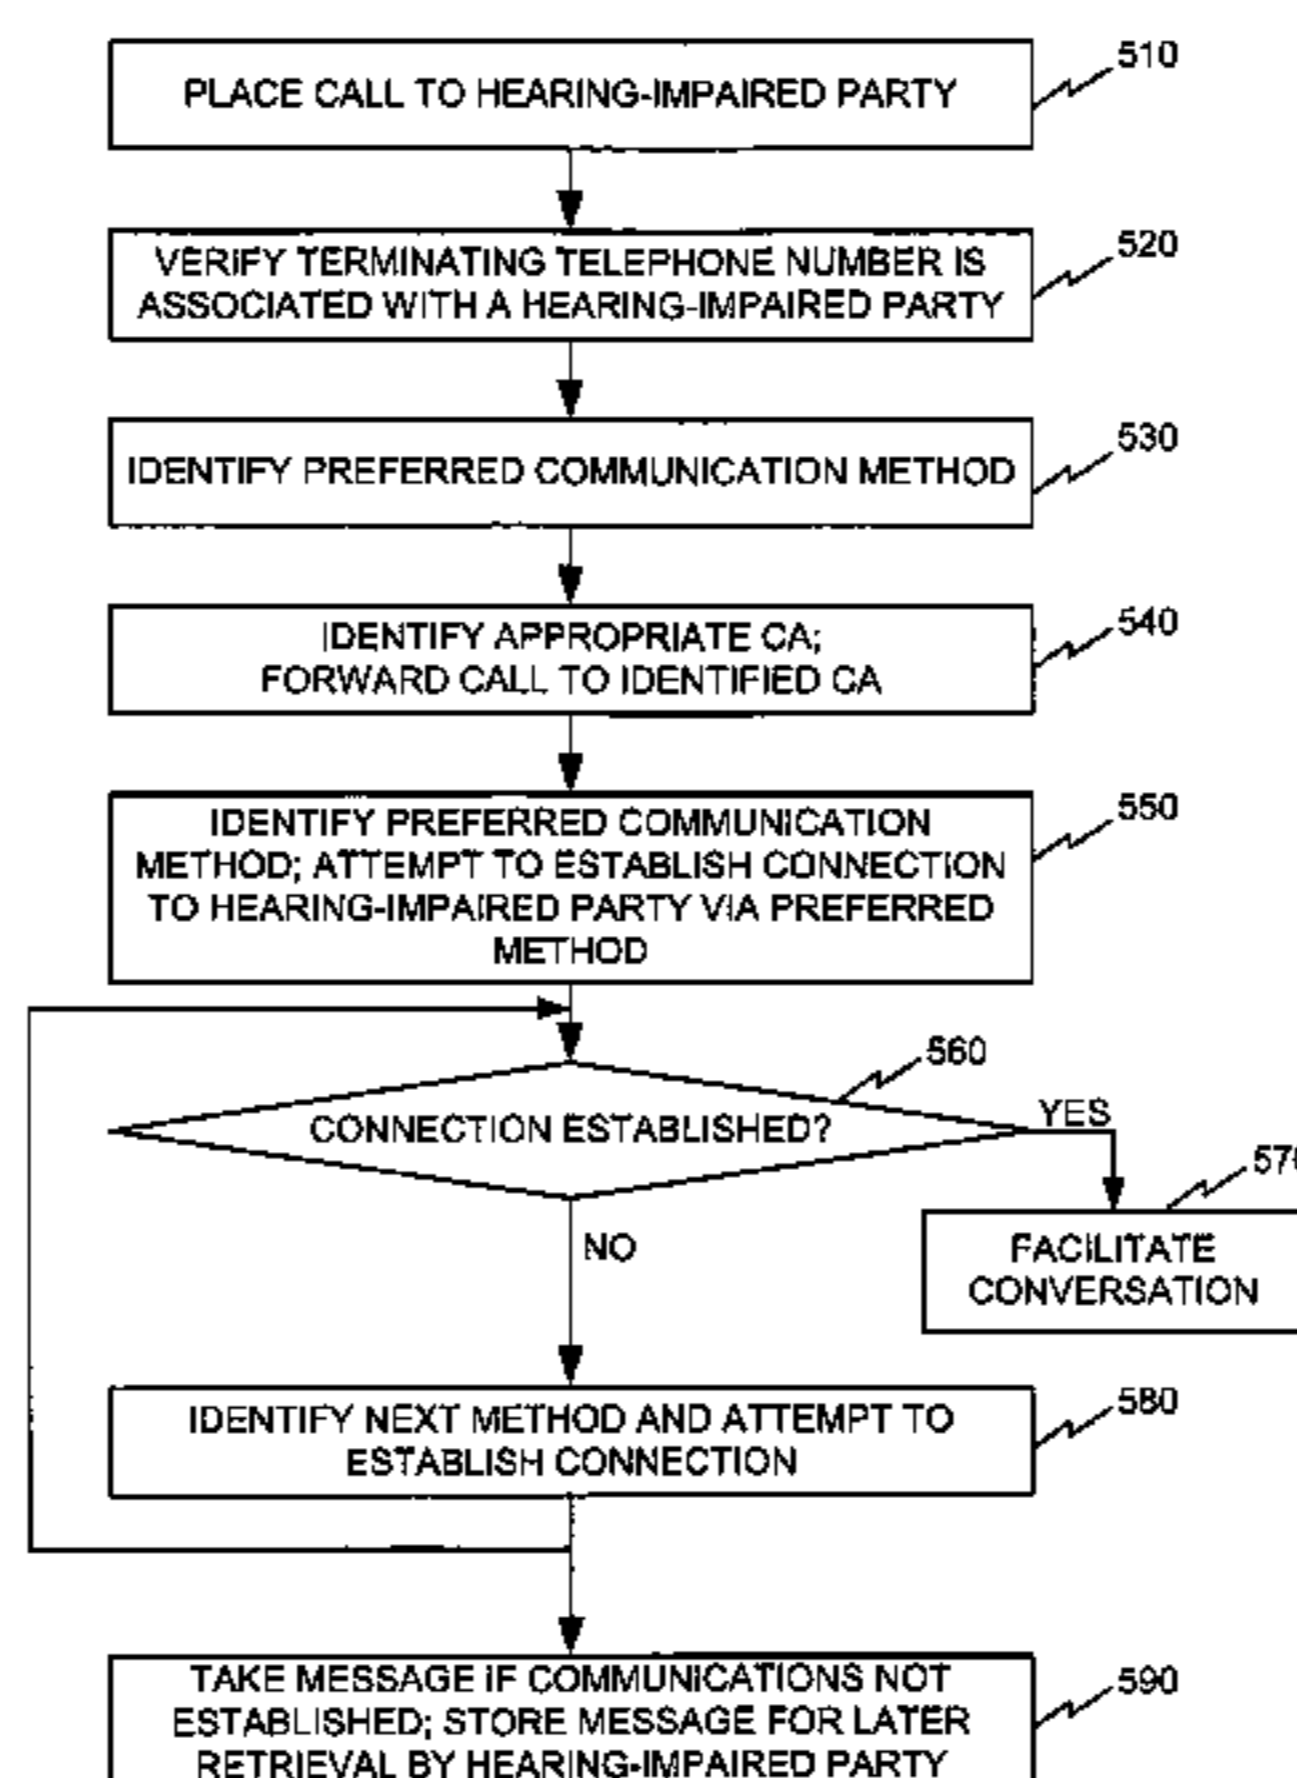 510
PLACE CALL TO HEARING-IMPAIRED PARTY
520
VERIFY TERMINATING TELEPHONE NUMBER IS
ASSOCIATED WITH A HEARING-IMPAIRED PARTY
530
IDENTIFY PREFERRED COMMUNICATION METHOD
540
IDENTIFY APPROPRIATE CA;
FORWARD CALL TO IDENTIFIED CA
550
IDENTIFY PREFERRED COMMUNICATION
METHOD; ATTEMPT TO ESTABLISH CONNECTION
TO HEARING-IMPAIRED PARTY VIA PREFERRED
METHOD
560
CONNECTION ESTABLISHED?
YES
570
NO
FACILITATE
CONVERSATION
580
IDENTIFY NEXT METHOD AND ATTEMPT TO
ESTABLISH CONNECTION
590
TAKE MESSAGE IF COMMUNICATIONS NOT
ESTABLISHED; STORE MESSAGE FOR LATER
RETRIEVAL BY HEARING-IMPAIRED PARTY